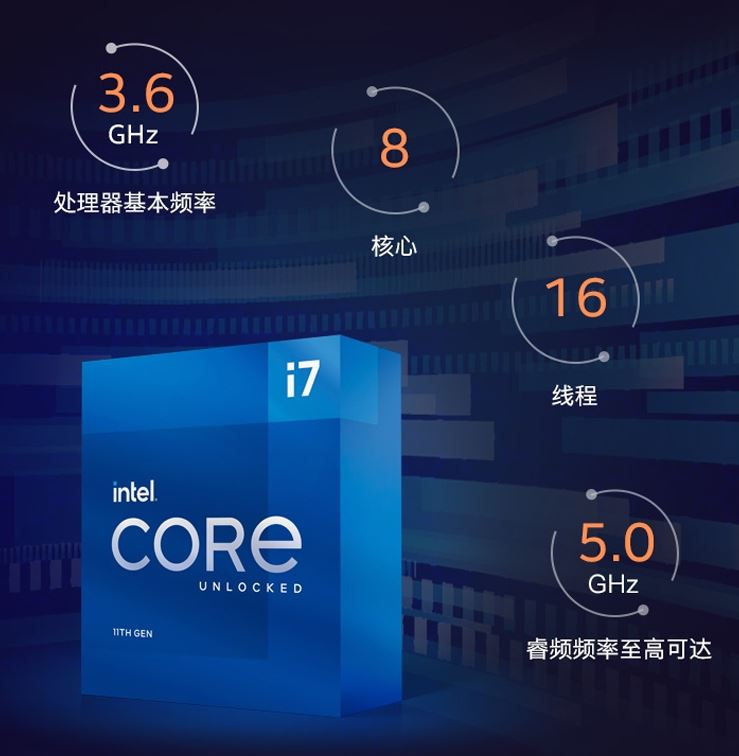 3.6
GHz
处理器基本频率
8
核心
16
线程
i7
intel.
CORE
UNLOCKED
11TH GEN
5.0
GHz
睿频频率至高可达